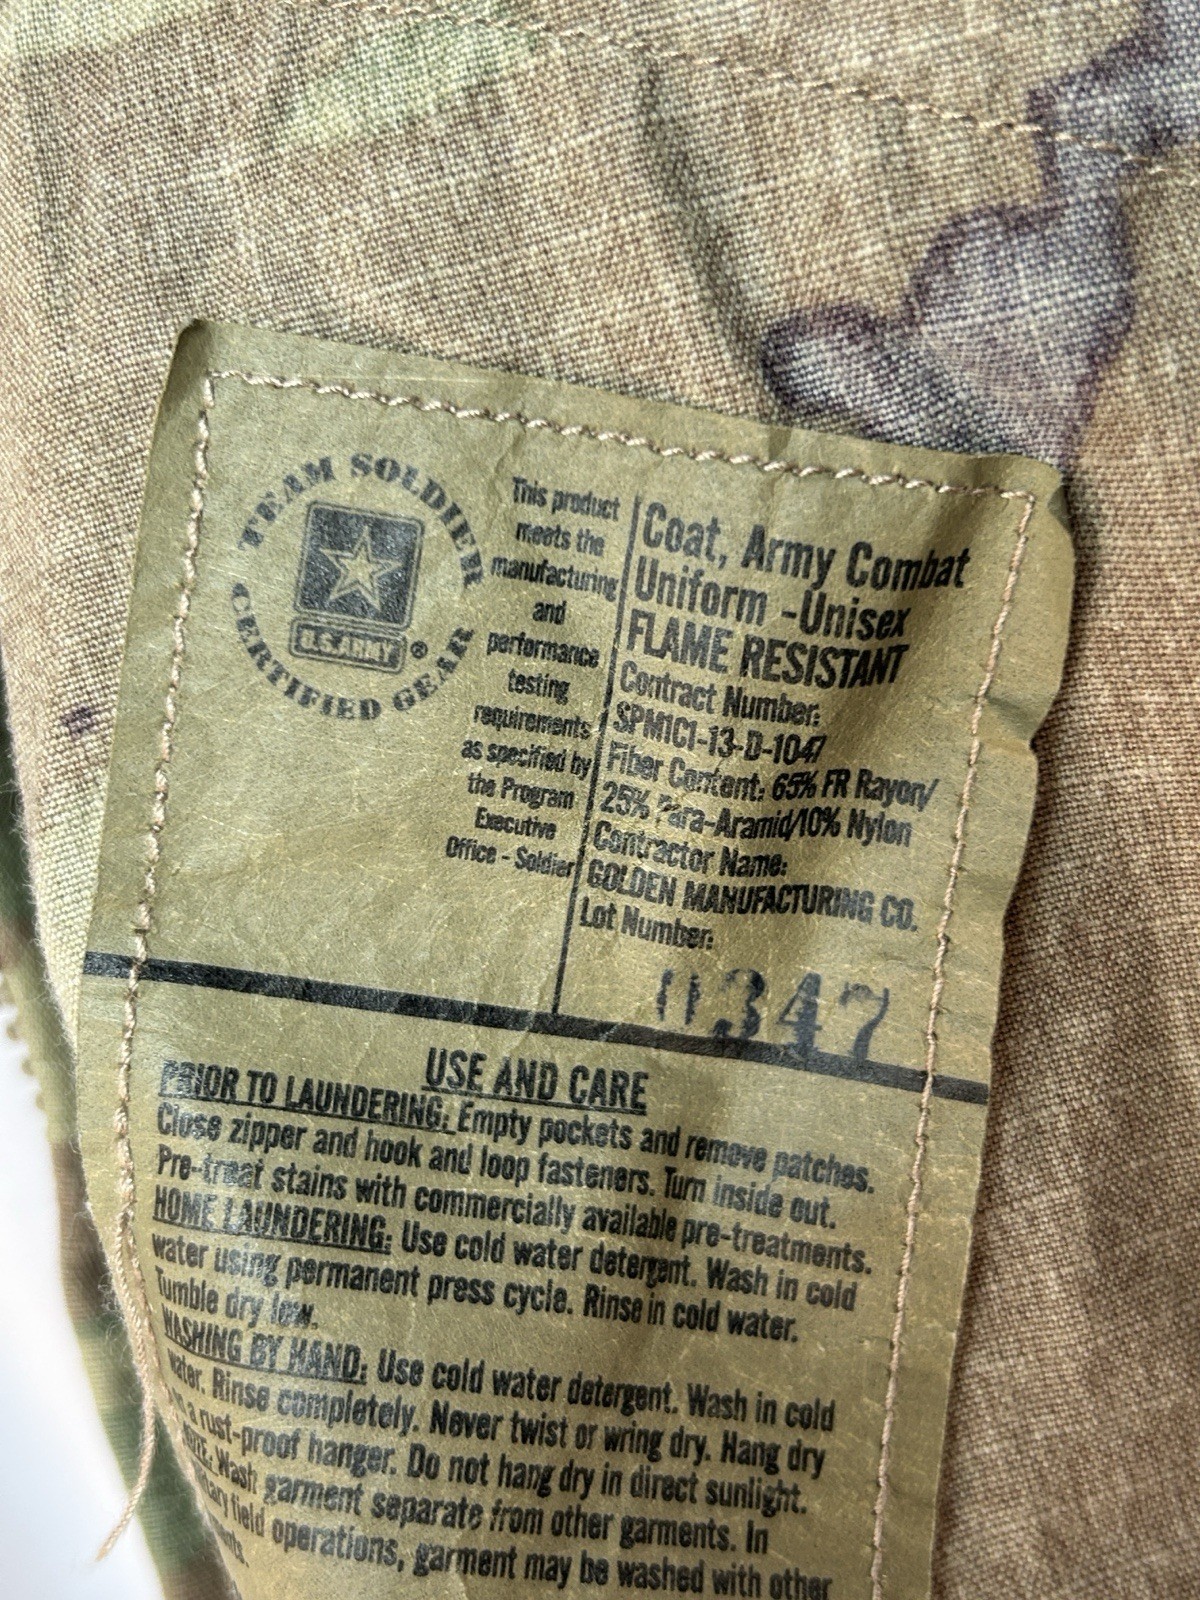 TEAM SOLDIER
CERTIFIED GEAR
U.S.ARMY ®
This product
meets the
manufacturing
and
performance
testing
requirements
as specified by
the Program
Executive
Office - Soldier
Coat, Army Combat
Uniform -Unisex
FLAME RESISTANT
Contract Number:
SPM1C1-13-D-1047
Fiber Content: 65% FR Rayon/
25% Para-Aramid/10% Nylon
Contractor Name:
GOLDEN MANUFACTURING CO.
Lot Number:
0347
USE AND CARE
PRIOR TO LAUNDERING: Empty pockets and remove patches.
Close zipper and hook and loop fasteners. Turn inside out.
Pre-treat stains with commercially available pre-treatments.
HOME LAUNDERING: Use cold water detergent. Wash in cold
water using permanent press cycle. Rinse in cold water.
Tumble dry low.
WASHING BY HAND: Use cold water detergent. Wash in cold
water. Rinse completely. Never twist or wring dry. Hang dry
a rust-proof hanger. Do not hang dry in direct sunlight.
Wash garment separate from other garments. In
field operations, garment may be washed with other